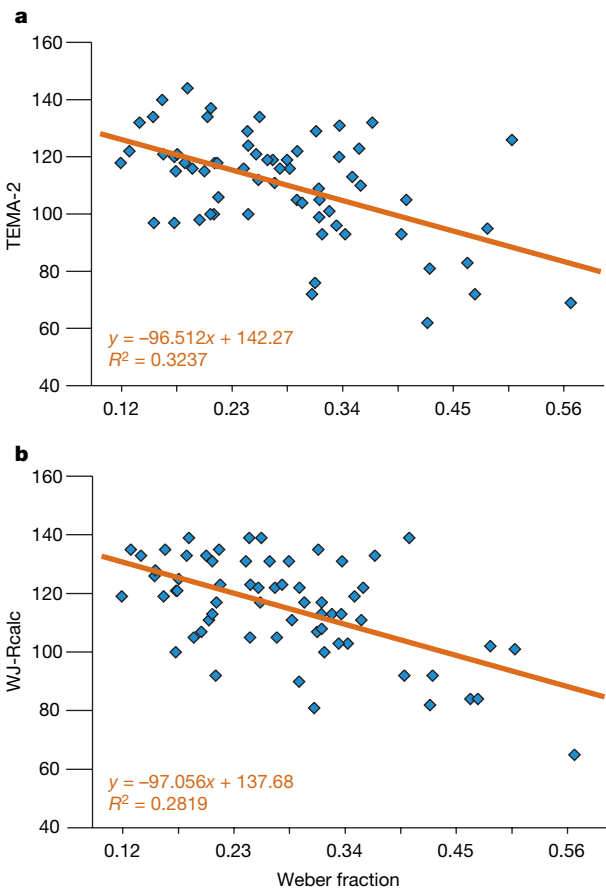 a
160
140
120
100
80
60
40
TEMA-2
y = –96.512x + 142.27
R² = 0.3237
0.12 0.23 0.34 0.45 0.56
b
160
140
120
100
80
60
40
WJ-Rcalc
y = –97.056x + 137.68
R² = 0.2819
0.12 0.23 0.34 0.45 0.56
Weber fraction